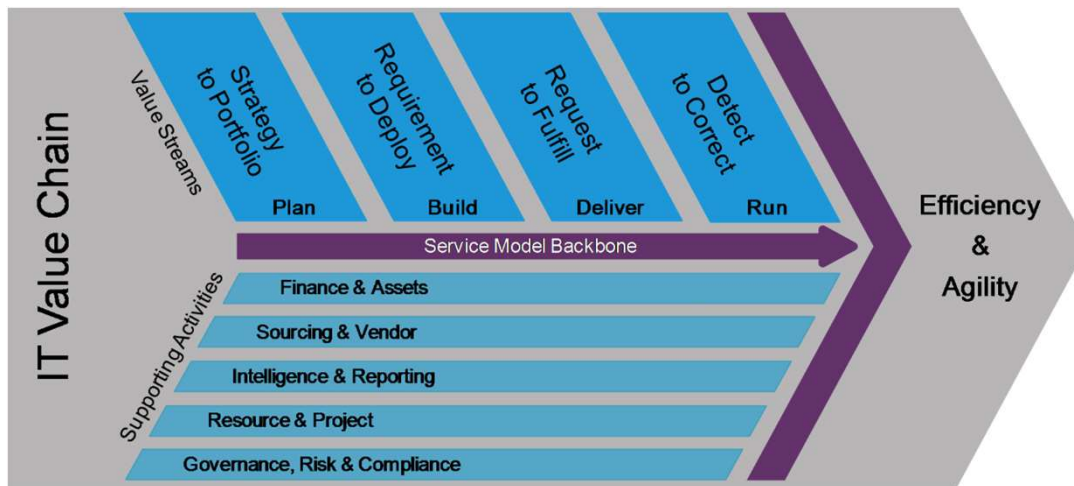 IT Value Chain
Value Streams
Strategy
to Portfolio
Plan
Requirement
to Deploy
Build
Request
to Fulfill
Deliver
Detect
to Correct
Run
Service Model Backbone
Supporting Activities
Finance & Assets
Sourcing & Vendor
Intelligence & Reporting
Resource & Project
Governance, Risk & Compliance
Efficiency
&
Agility